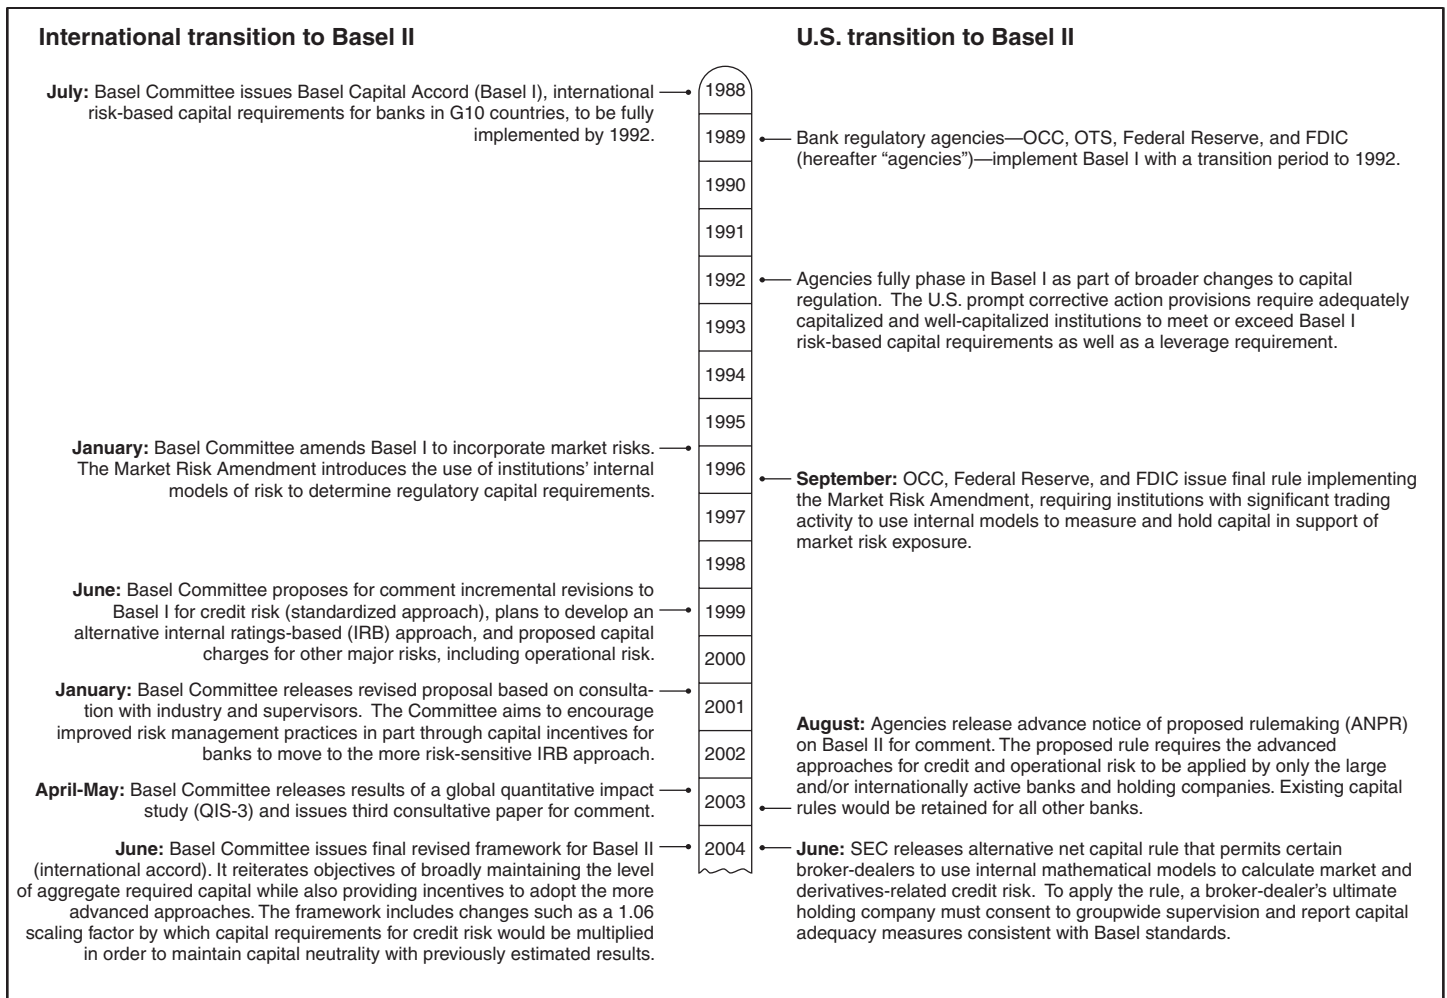 International transition to Basel II
July: Basel Committee issues Basel Capital Accord (Basel I), international
risk-based capital requirements for banks in G10 countries, to be fully
implemented by 1992.
January: Basel Committee amends Basel I to incorporate market risks.
The Market Risk Amendment introduces the use of institutions' internal
models of risk to determine regulatory capital requirements.
June: Basel Committee proposes for comment incremental revisions to
Basel I for credit risk (standardized approach), plans to develop an
alternative internal ratings-based (IRB) approach, and proposed capital
charges for other major risks, including operational risk.
January: Basel Committee releases revised proposal based on consulta-
tion with industry and supervisors. The Committee aims to encourage
improved risk management practices in part through capital incentives for
banks to move to the more risk-sensitive IRB approach.
April-May: Basel Committee releases results of a global quantitative impact
study (QIS-3) and issues third consultative paper for comment.
June: Basel Committee issues final revised framework for Basel II
(international accord). It reiterates objectives of broadly maintaining the level
of aggregate required capital while also providing incentives to adopt the more
advanced approaches. The framework includes changes such as a 1.06
scaling factor by which capital requirements for credit risk would be multiplied
in order to maintain capital neutrality with previously estimated results.
1988
1989
1990
1991
1992
1993
1994
1995
1996
1997
1998
1999
2000
2001
2002
2003
2004
U.S. transition to Basel II
Bank regulatory agencies—OCC, OTS, Federal Reserve, and FDIC
(hereafter "agencies")—implement Basel I with a transition period to 1992.
Agencies fully phase in Basel I as part of broader changes to capital
regulation. The U.S. prompt corrective action provisions require adequately
capitalized and well-capitalized institutions to meet or exceed Basel I
risk-based capital requirements as well as a leverage requirement.
September: OCC, Federal Reserve, and FDIC issue final rule implementing
the Market Risk Amendment, requiring institutions with significant trading
activity to use internal models to measure and hold capital in support of
market risk exposure.
August: Agencies release advance notice of proposed rulemaking (ANPR)
on Basel II for comment. The proposed rule requires the advanced
approaches for credit and operational risk to be applied by only the large
and/or internationally active banks and holding companies. Existing capital
rules would be retained for all other banks.
June: SEC releases alternative net capital rule that permits certain
broker-dealers to use internal mathematical models to calculate market and
derivatives-related credit risk. To apply the rule, a broker-dealer's ultimate
holding company must consent to groupwide supervision and report capital
adequacy measures consistent with Basel standards.